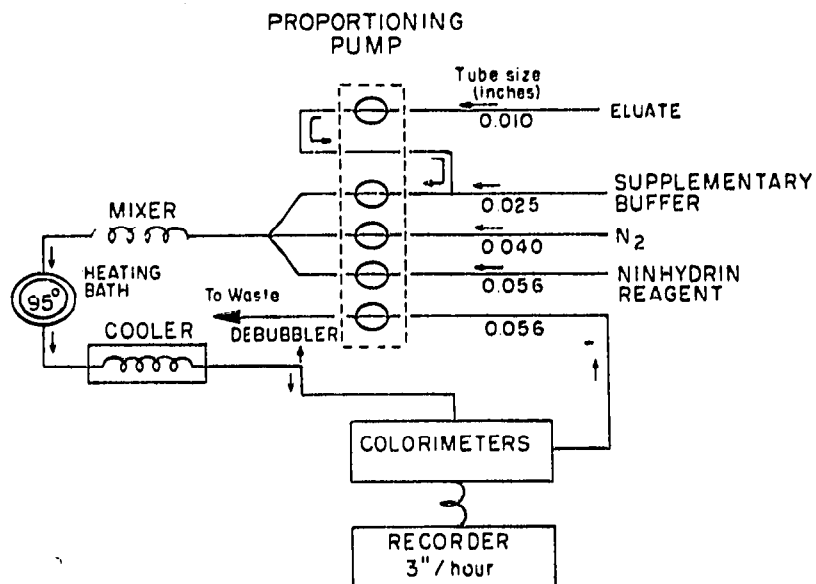 PROPORTIONING
PUMP
Tube size
(inches)
0.010
ELUATE
0.025
SUPPLEMENTARY
BUFFER
MIXER
0.040
N2
HEATING
BATH
95°
0.056
NINHYDRIN
REAGENT
To Waste
DEBUBBLER
0.056
COOLER
COLORIMETERS
RECORDER
3"/hour